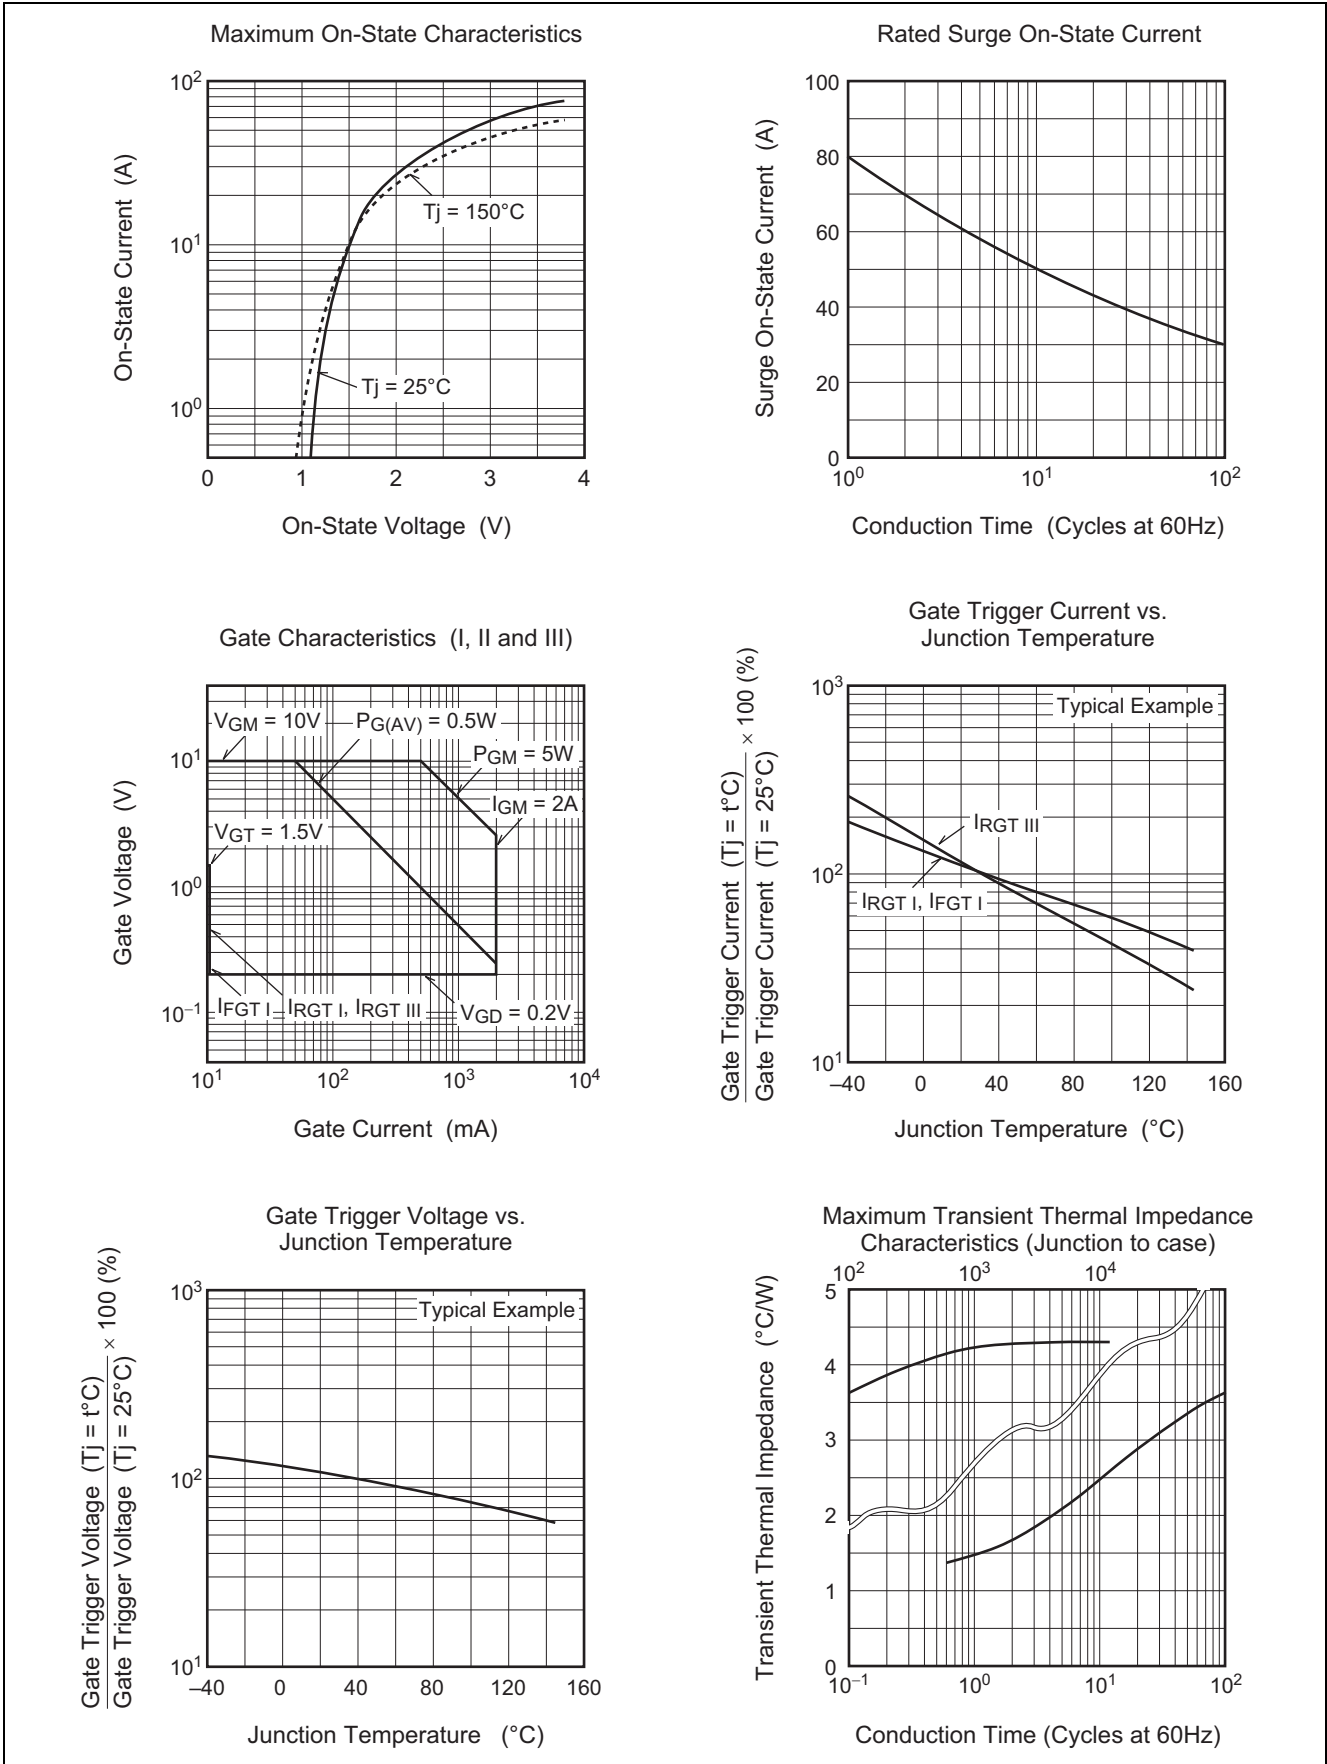 Maximum On-State Characteristics
10²
10¹
10⁰
On-State Current (A)
Tj = 150°C
Tj = 25°C
0 1 2 3 4
On-State Voltage (V)
Rated Surge On-State Current
100
80
60
40
20
0
Surge On-State Current (A)
10⁰ 10¹ 10²
Conduction Time (Cycles at 60Hz)
Gate Characteristics (I, II and III)
VGM = 10V
PG(AV) = 0.5W
PGM = 5W
IGM = 2A
VGT = 1.5V
IFGT I
IRGT I, IRGT III
VGD = 0.2V
10¹
10⁰
10–¹
Gate Voltage (V)
10¹ 10² 10³ 10⁴
Gate Current (mA)
Gate Trigger Current vs.
Junction Temperature
Gate Trigger Current (Tj = t°C)
Gate Trigger Current (Tj = 25°C)
× 100 (%)
10³
10²
10¹
Typical Example
IRGT III
IRGT I, IFGT I
–40 0 40 80 120 160
Junction Temperature (°C)
Gate Trigger Voltage vs.
Junction Temperature
Gate Trigger Voltage (Tj = t°C)
Gate Trigger Voltage (Tj = 25°C)
× 100 (%)
10³
10²
10¹
Typical Example
–40 0 40 80 120 160
Junction Temperature (°C)
Maximum Transient Thermal Impedance
Characteristics (Junction to case)
10² 10³ 10⁴
5
4
3
2
1
0
Transient Thermal Impedance (°C/W)
10–¹ 10⁰ 10¹ 10²
Conduction Time (Cycles at 60Hz)